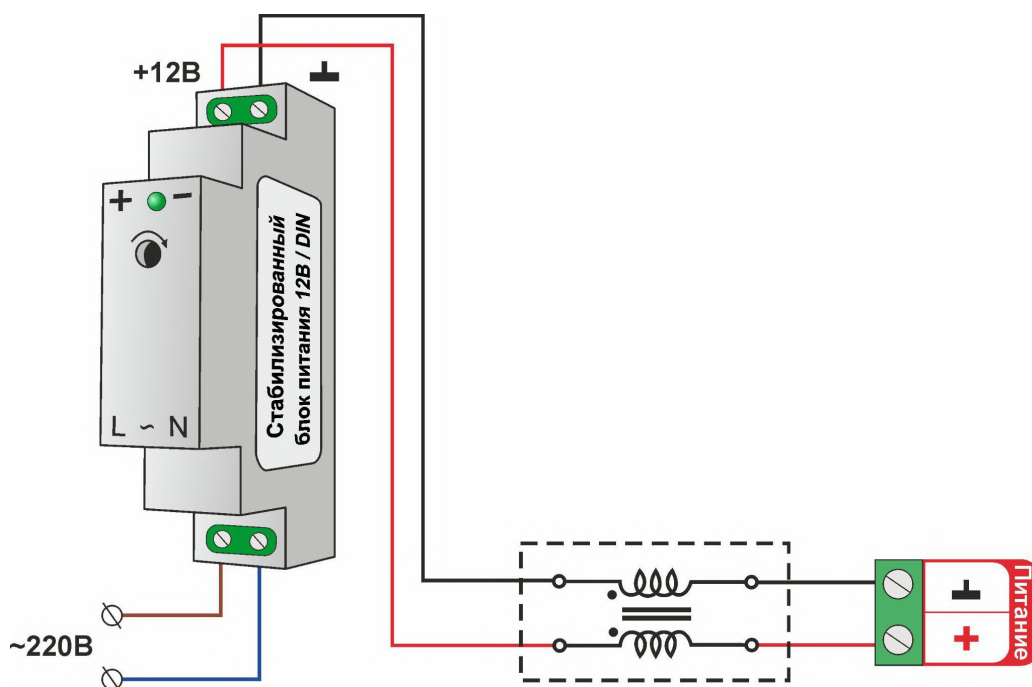 +12В
+ −
Стабилизированный
блок питания 12В / DIN
L ~ N
~220В
Питание
+